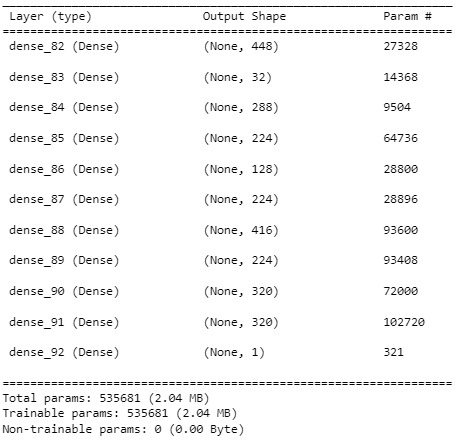 Layer (type) Output Shape Param #
dense_82 (Dense) (None, 448) 27328
dense_83 (Dense) (None, 32) 14368
dense_84 (Dense) (None, 288) 9504
dense_85 (Dense) (None, 224) 64736
dense_86 (Dense) (None, 128) 28800
dense_87 (Dense) (None, 224) 28896
dense_88 (Dense) (None, 416) 93600
dense_89 (Dense) (None, 224) 93408
dense_90 (Dense) (None, 320) 72000
dense_91 (Dense) (None, 320) 102720
dense_92 (Dense) (None, 1) 321
Total params: 535681 (2.04 MB)
Trainable params: 535681 (2.04 MB)
Non-trainable params: 0 (0.00 Byte)